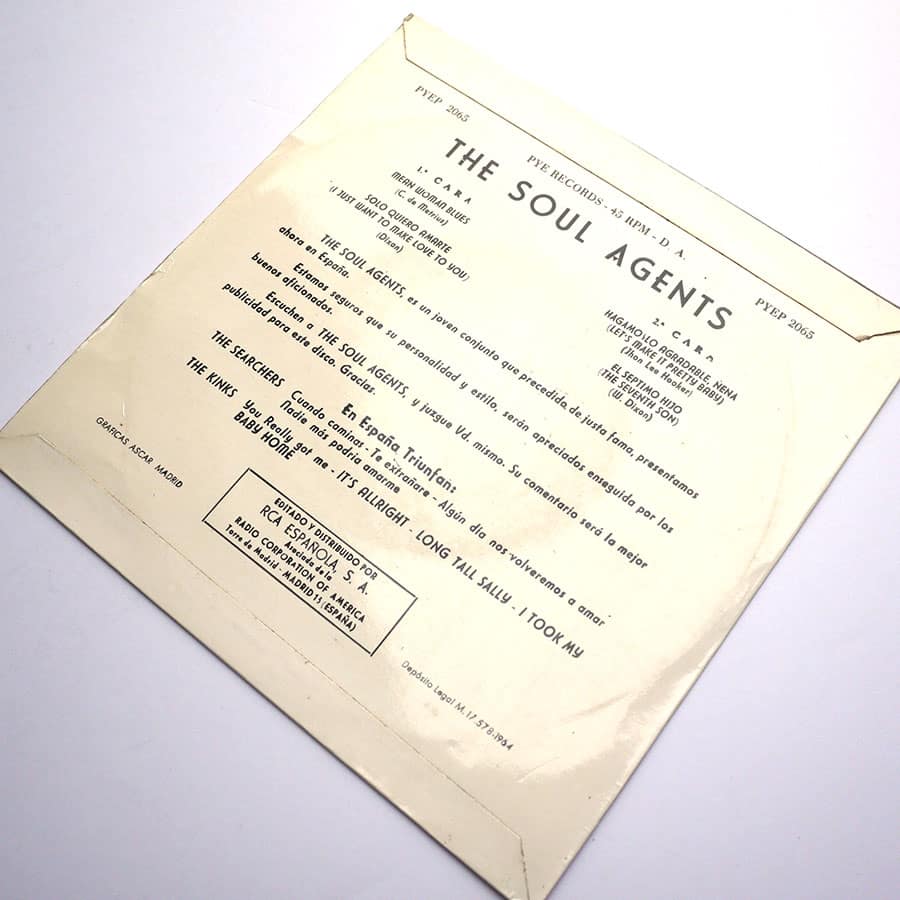 PYEP 2065
PYE RECORDS - 45 RPM - D. A.
PYEP 2065
THE SOUL AGENTS
1.ª CARA
MEAN WOMAN BLUES
(C. de Metrius)
SOLO QUIERO AMARTE
(I JUST WANT TO MAKE LOVE TO YOU)
(Dixon)
2.ª CARA
HAGAMOLLO AGRADABLE, NENA
(LET'S MAKE IT PRETTY BABY)
(Jhon Lee Hooker)
EL SEPTIMO HIJO
(THE SEVENTH SON)
(W. Dixon)
THE SOUL AGENTS, es un joven conjunto que precedida de justa famo, presentamos
ahora en España.
Estamos seguros que su personalidad y estilo, serán apreciados enseguida por los
buenos aficionados.
Escuchen a THE SOUL AGENTS, y juzgue Vd. mismo. Su comentario será la mejor
publicidad para este disco. Gracias.
En España Triunfan:
THE SEARCHERS Cuando caminas - Te extrañare - Algún día nos volveremos a amar
Nadie más podría amarme
THE KINKS You Really got me - IT'S ALLRIGHT - LONG TALL SALLY - I TOOK MY
BABY HOME
EDITADO Y DISTRIBUIDO POR
RCA ESPAÑOLA, S. A.
Asociada de la
RADIO CORPORATION OF AMERICA
Torre de Madrid - MADRID 13 (ESPAÑA)
GRAFICAS ASCAR MADRID
Depósito Legal M. 17.578-1964